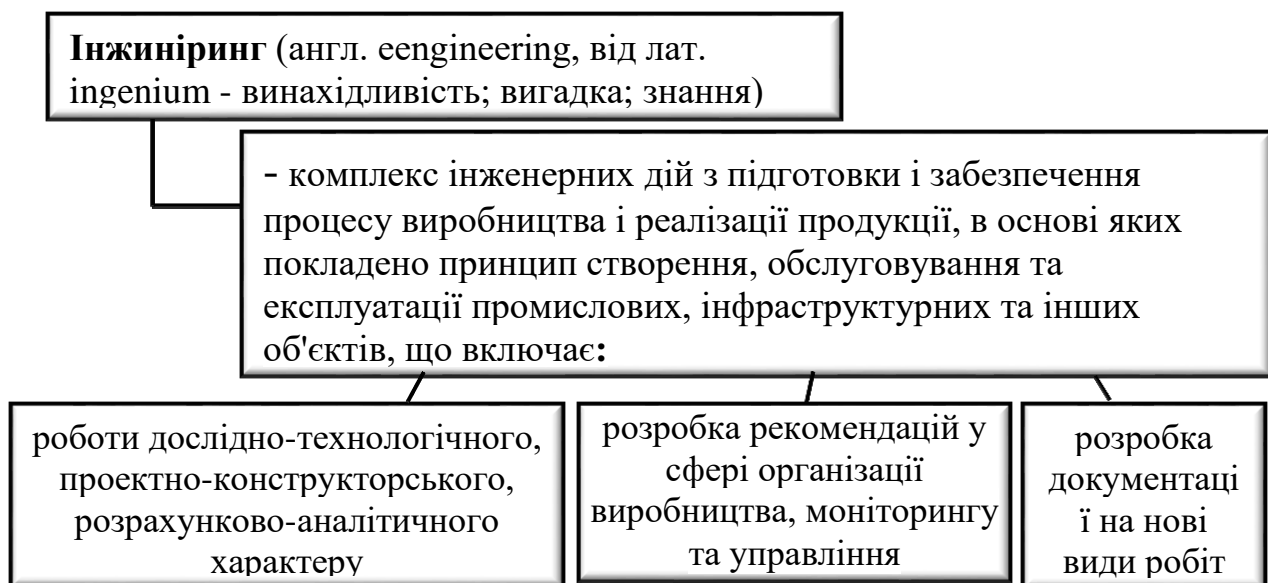 Інжиніринг (англ. eengineering, від лат.
ingenium - винахідливість; вигадка; знання)
- комплекс інженерних дій з підготовки і забезпечення
процесу виробництва і реалізації продукції, в основі яких
покладено принцип створення, обслуговування та
експлуатації промислових, інфраструктурних та інших
об'єктів, що включає:
роботи дослідно-технологічного,
проектно-конструкторського,
розрахунково-аналітичного
характеру
розробка рекомендацій у
сфері організації
виробництва, моніторингу
та управління
розробка
документаці
ї на нові
види робіт